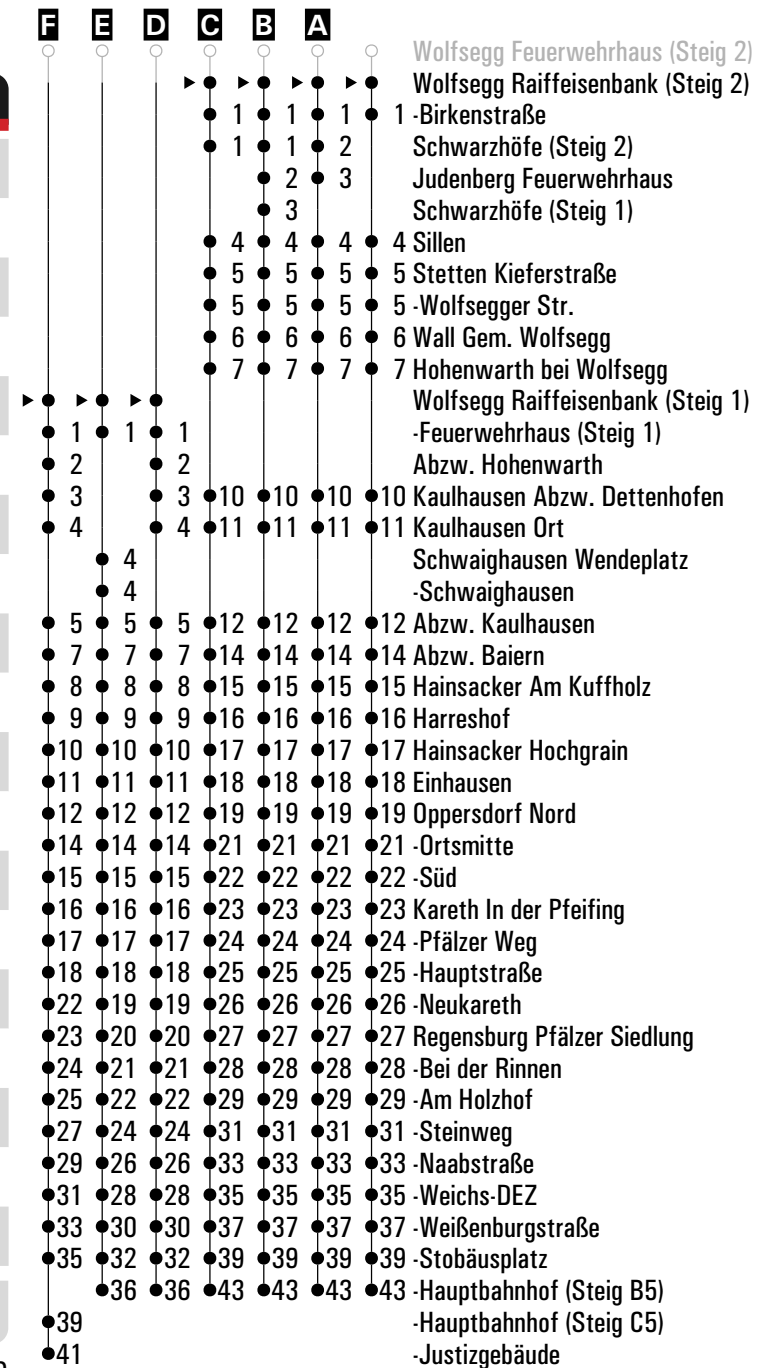 F E D C B A
Wolfsegg Feuerwehrhaus (Steig 2)
Wolfsegg Raiffeisenbank (Steig 2)
1 1 1 1 -Birkenstraße
1 1 2 Schwarzhöfe (Steig 2)
2 3 Judenberg Feuerwehrhaus
3 Schwarzhöfe (Steig 1)
4 4 4 4 Sillen
5 5 5 5 Stetten Kieferstraße
5 5 5 5 -Wolfsegger Str.
6 6 6 6 Wall Gem. Wolfsegg
7 7 7 7 Hohenwarth bei Wolfsegg
Wolfsegg Raiffeisenbank (Steig 1)
1 1 1 -Feuerwehrhaus (Steig 1)
2 2 Abzw. Hohenwarth
3 3 10 10 10 10 Kaulhausen Abzw. Dettenhofen
4 4 11 11 11 11 Kaulhausen Ort
4 Schwaighausen Wendeplatz
4 -Schwaighausen
5 5 5 12 12 12 12 Abzw. Kaulhausen
7 7 7 14 14 14 14 Abzw. Baiern
8 8 8 15 15 15 15 Hainsacker Am Kuffholz
9 9 9 16 16 16 16 Harreshof
10 10 10 17 17 17 17 Hainsacker Hochgrain
11 11 11 18 18 18 18 Einhausen
12 12 12 19 19 19 19 Oppersdorf Nord
14 14 14 21 21 21 21 -Ortsmitte
15 15 15 22 22 22 22 -Süd
16 16 16 23 23 23 23 Kareth In der Pfeifing
17 17 17 24 24 24 24 -Pfälzer Weg
18 18 18 25 25 25 25 -Hauptstraße
22 19 19 26 26 26 26 -Neukareth
23 20 20 27 27 27 27 Regensburg Pfälzer Siedlung
24 21 21 28 28 28 28 -Bei der Rinnen
25 22 22 29 29 29 29 -Am Holzhof
27 24 24 31 31 31 31 -Steinweg
29 26 26 33 33 33 33 -Naabstraße
31 28 28 35 35 35 35 -Weichs-DEZ
33 30 30 37 37 37 37 -Weißenburgstraße
35 32 32 39 39 39 39 -Stobäusplatz
36 36 43 43 43 43 -Hauptbahnhof (Steig B5)
39 -Hauptbahnhof (Steig C5)
41 -Justizgebäude